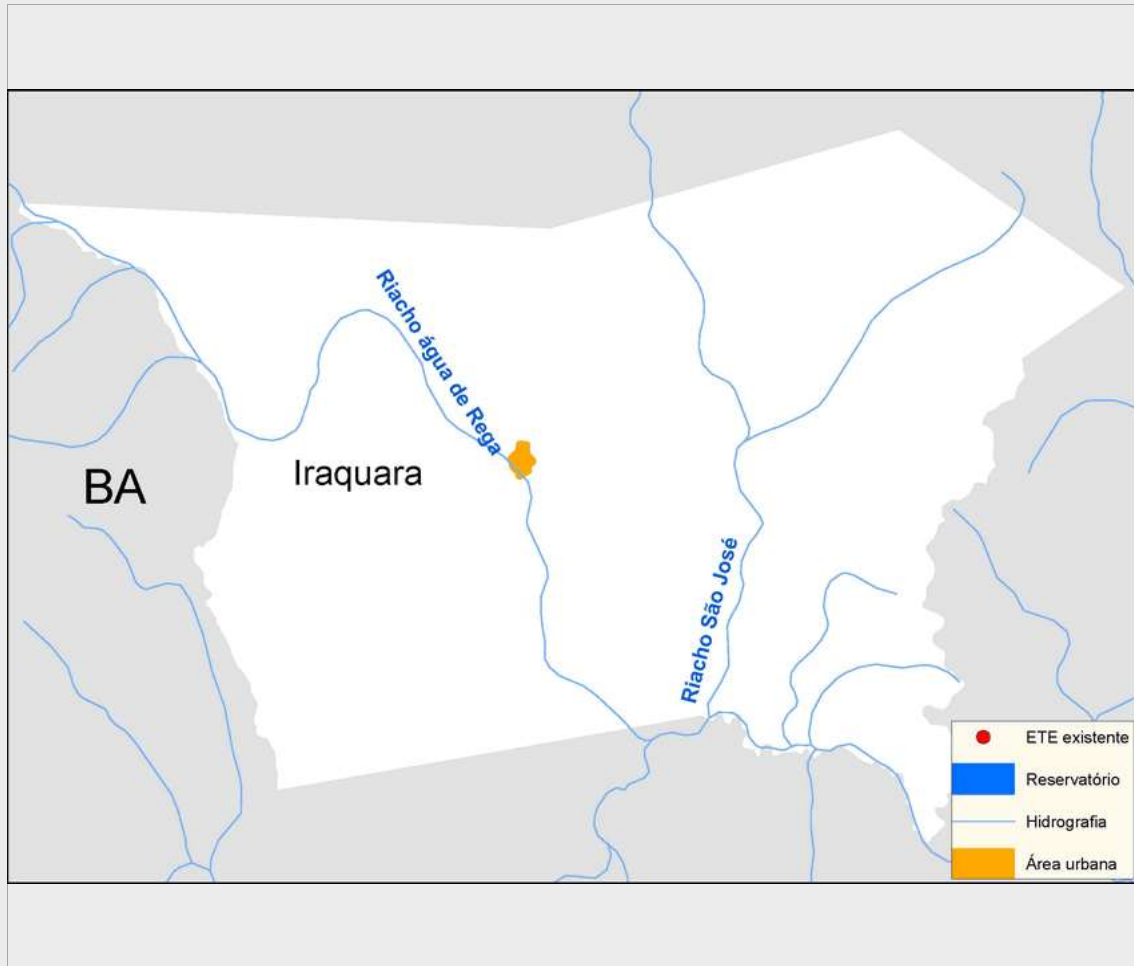 Riacho água de Rega
Iraquara
BA
Riacho São José
ETE existente
Reservatório
Hidrografia
Área urbana